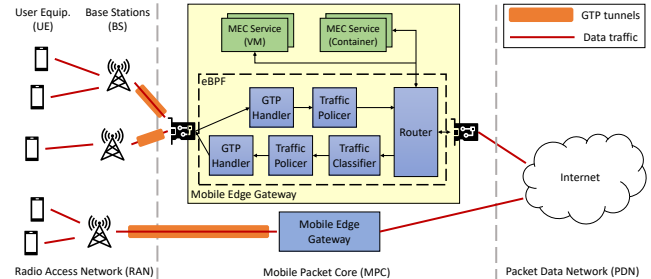 User Equip.
(UE)
Base Stations
(BS)
MEC Service
(VM)
MEC Service
(Container)
GTP tunnels
Data traffic
eBPF
GTP
Handler
Traffic
Policer
Router
GTP
Handler
Traffic
Policer
Traffic
Classifier
Internet
Mobile Edge Gateway
Mobile Edge
Gateway
Radio Access Network (RAN)
Mobile Packet Core (MPC)
Packet Data Network (PDN)